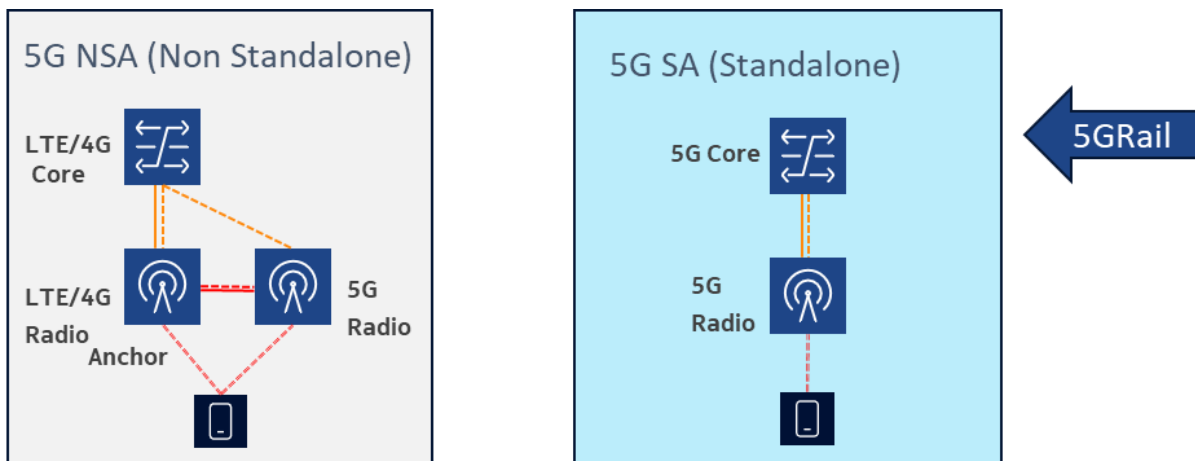 5G NSA (Non Standalone)
LTE/4G
Core
LTE/4G
Radio
Anchor
5G
Radio
5G SA (Standalone)
5G Core
5G
Radio
5GRail